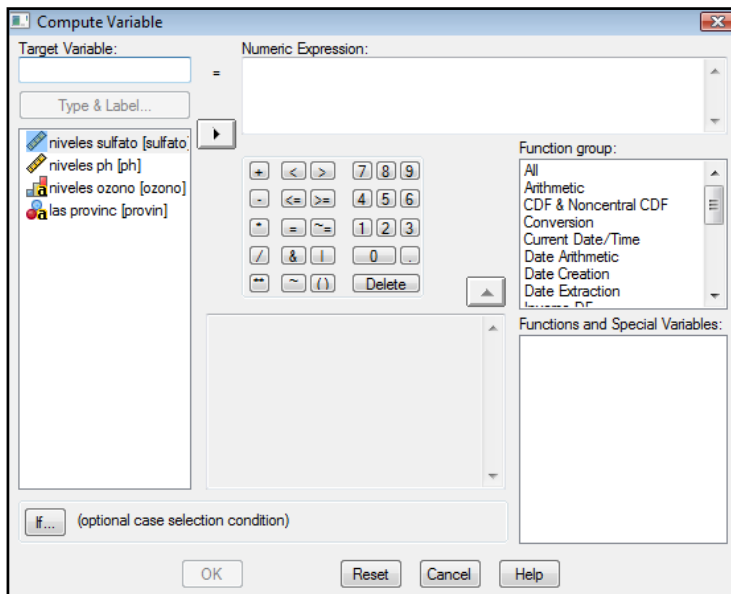 Compute Variable
Target Variable:
Numeric Expression:
=
Type & Label...
niveles sulfato [sulfato]
niveles ph [ph]
niveles ozono [ozono]
las provinc [provin]
+ < > 7 8 9
- <= >= 4 5 6
* = ~= 1 2 3
/ & | 0 .
** ~ () Delete
Function group:
All
Arithmetic
CDF & Noncentral CDF
Conversion
Current Date/Time
Date Arithmetic
Date Creation
Date Extraction
Inverse DF
Functions and Special Variables:
If... (optional case selection condition)
OK Reset Cancel Help